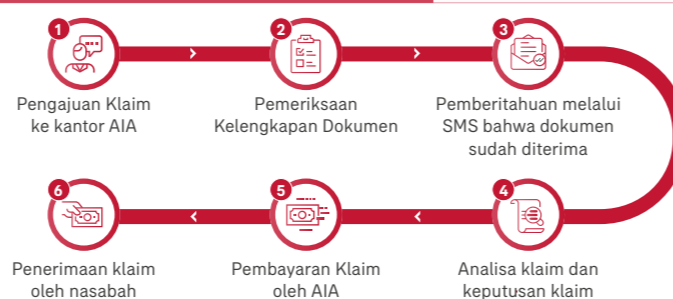 1
Pengajuan Klaim
ke kantor AIA
2
Pemeriksaan
Kelengkapan Dokumen
3
Pemberitahuan melalui
SMS bahwa dokumen
sudah diterima
4
Analisa klaim dan
keputusan klaim
5
Pembayaran Klaim
oleh AIA
6
Penerimaan klaim
oleh nasabah